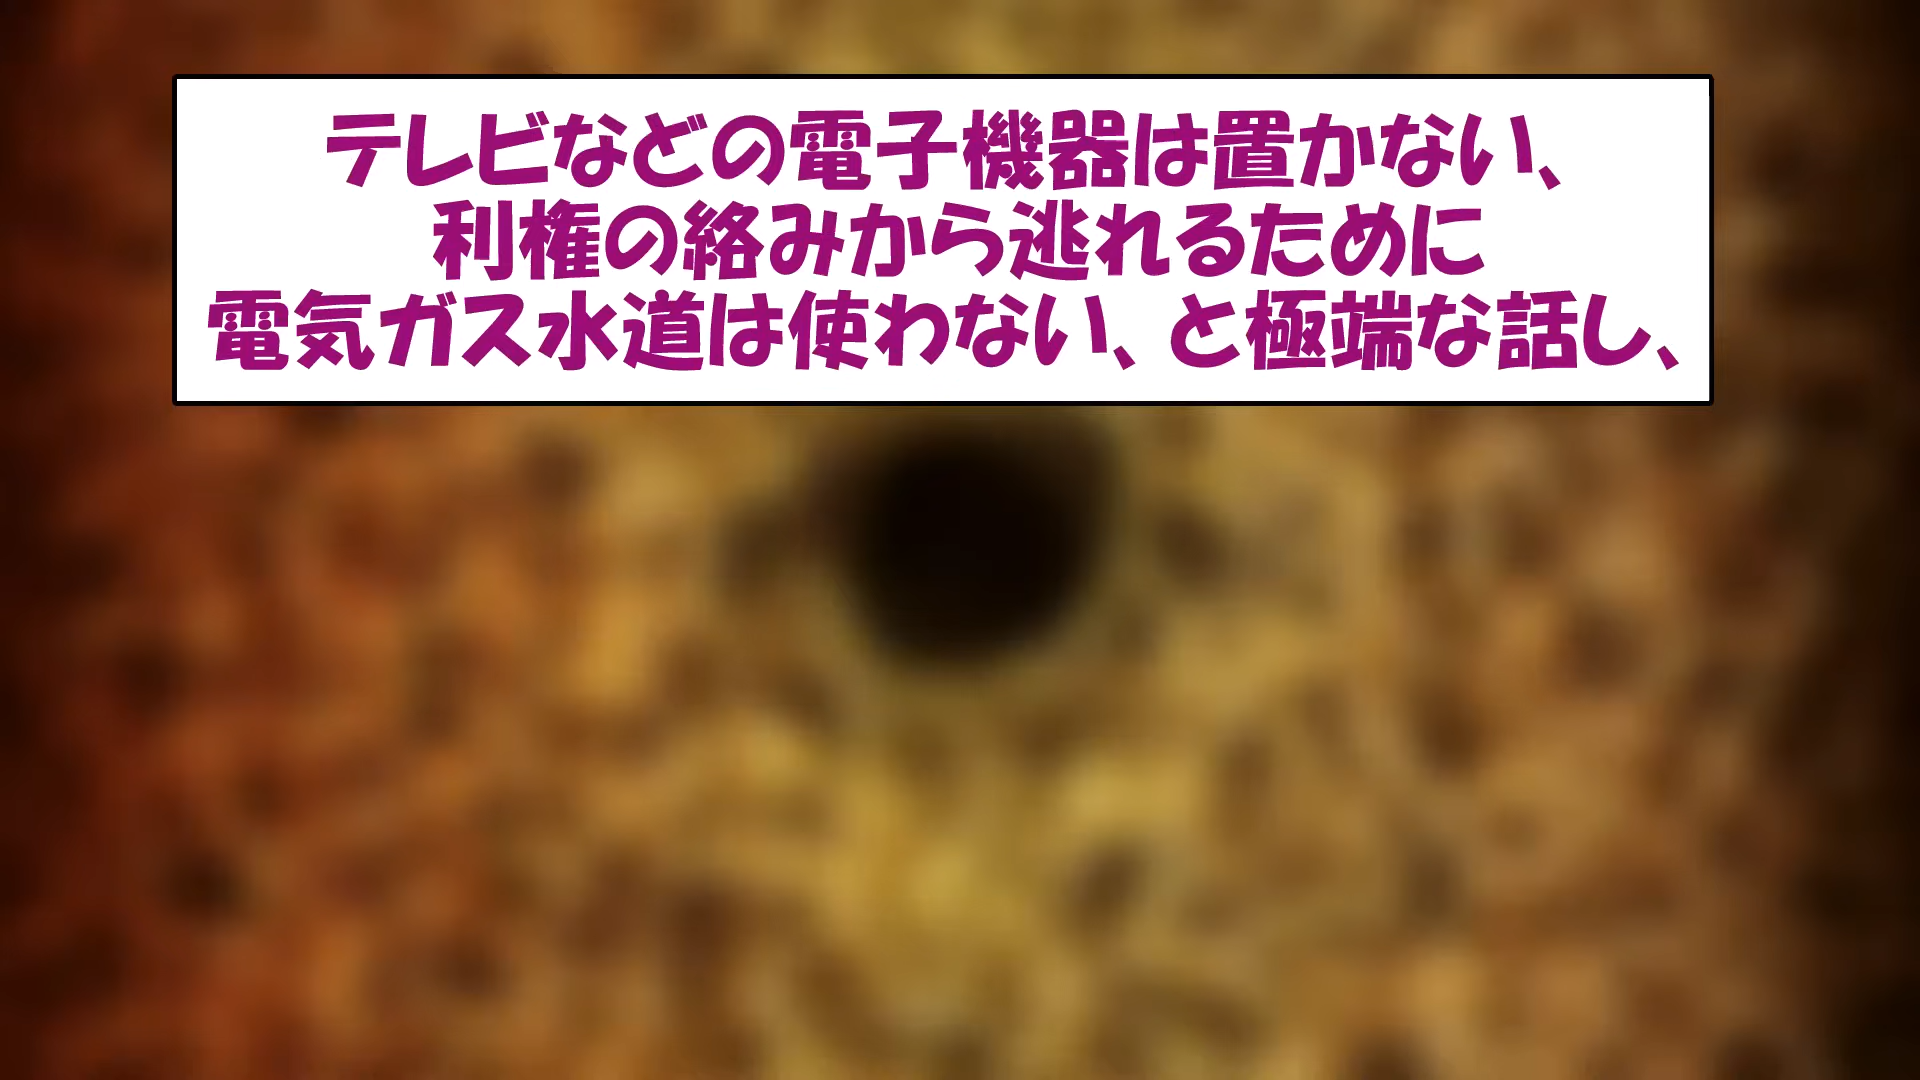 テレビなどの電子機器は置かない、
利権の絡みから逃れるために
電気ガス水道は使わない、と極端な話し、